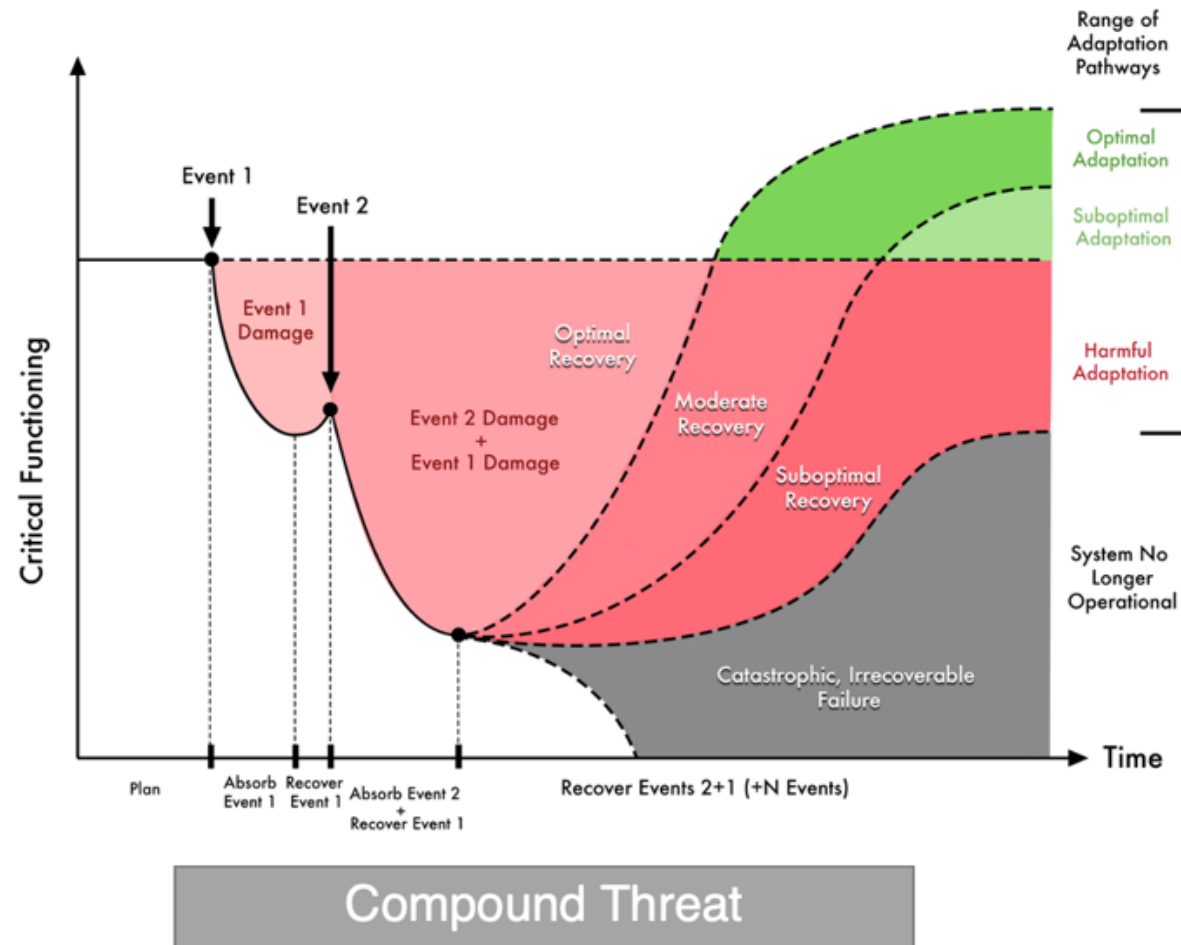 Range of
Adaptation
Pathways
Optimal
Adaptation
Suboptimal
Adaptation
Harmful
Adaptation
System No
Longer
Operational
Event 1
Event 2
Event 1
Damage
Event 2 Damage
+
Event 1 Damage
Optimal
Recovery
Moderate
Recovery
Suboptimal
Recovery
Catastrophic, Irrecoverable
Failure
Critical Functioning
Time
Plan
Absorb
Event 1
Recover
Event 1
Absorb Event 2
+
Recover Event 1
Recover Events 2+1 (+N Events)
Compound Threat